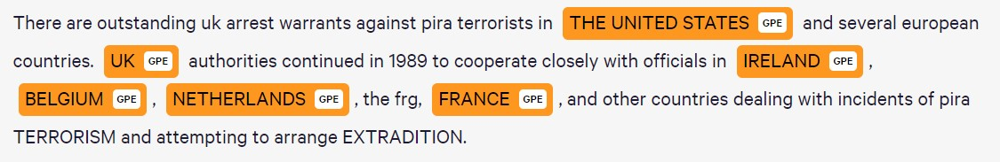 There are outstanding uk arrest warrants against pira terrorists in THE UNITED STATES GPE and several european
countries. UK GPE authorities continued in 1989 to cooperate closely with officials in IRELAND GPE ,
BELGIUM GPE , NETHERLANDS GPE , the frg, FRANCE GPE , and other countries dealing with incidents of pira
TERRORISM and attempting to arrange EXTRADITION.